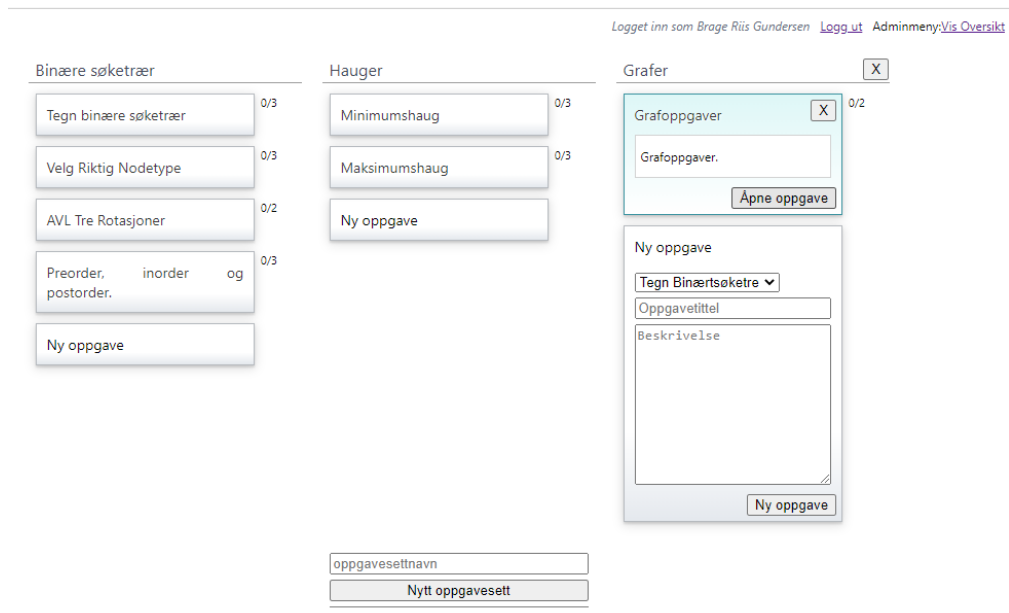 Logget inn som Brage Riis Gundersen Logg ut Adminmeny:Vis Oversikt
Binære søketrær
Tegn binære søketrær
0/3
Velg Riktig Nodetype
0/3
AVL Tre Rotasjoner
0/2
Preorder, inorder og
postorder.
0/3
Ny oppgave
Hauger
Minimumshaug
0/3
Maksimumshaug
0/3
Ny oppgave
Grafer
X
Grafoppgaver
X
0/2
Grafoppgaver.
Åpne oppgave
Ny oppgave
Tegn Binærtsøketre
Oppgavetittel
Beskrivelse
Ny oppgave
oppgavesettnavn
Nytt oppgavesett